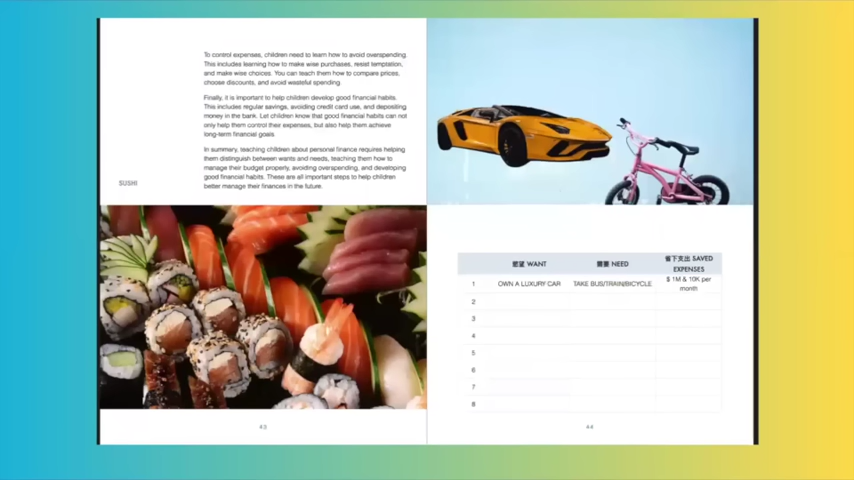 To control expenses, children need to learn how to avoid overspending.
This includes learning how to make wise purchases, resist temptation,
and make wise choices. You can teach them how to compare prices,
choose discounts, and avoid wasteful spending.
Finally, it is important to help children develop good financial habits.
This includes regular savings, avoiding credit card use, and depositing
money in the bank. Let children know that good financial habits can not
only help them control their expenses, but also help them achieve
long-term financial goals
In summary, teaching children about personal finance requires helping
them distinguish between wants and needs, teaching them how to
manage their budget properly, avoiding overspending, and developing
good financial habits. These are all important steps to help children
better manage their finances in the future.
SUSHI
43
慾望 WANT
需要 NEED
省下支出 SAVED
EXPENSES
1 OWN A LUXURY CAR TAKE BUS/TRAIN/BICYCLE $ 1M & 10K per
month
2
3
4
5
6
7
8
44